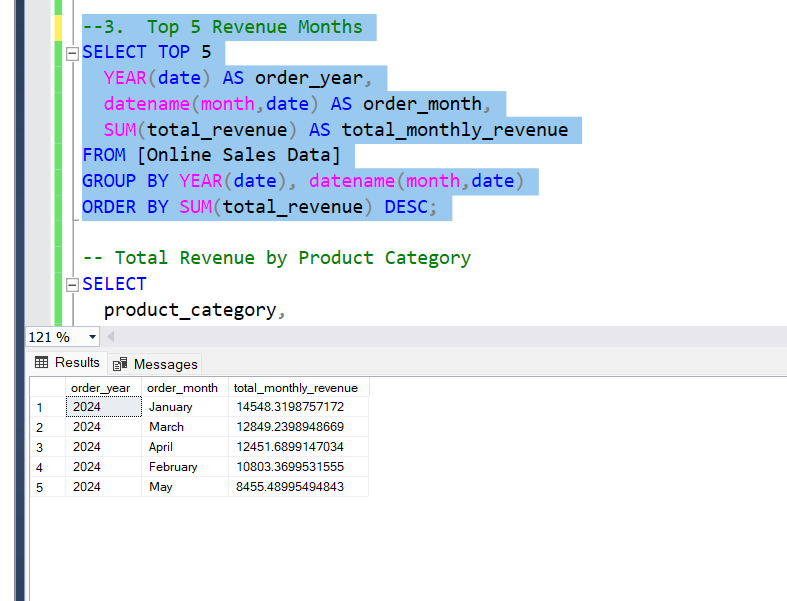 --3.  Top 5 Revenue Months
SELECT TOP 5
  YEAR(date) AS order_year,
  datename(month,date) AS order_month,
  SUM(total_revenue) AS total_monthly_revenue
FROM [Online Sales Data]
GROUP BY YEAR(date), datename(month,date)
ORDER BY SUM(total_revenue) DESC;
-- Total Revenue by Product Category
SELECT
  product_category,
121 %
Results Messages
order_year order_month total_monthly_revenue
1 2024 January 14548.3198757172
2 2024 March 12849.2398948669
3 2024 April 12451.6899147034
4 2024 February 10803.3699531555
5 2024 May 8455.48995494843